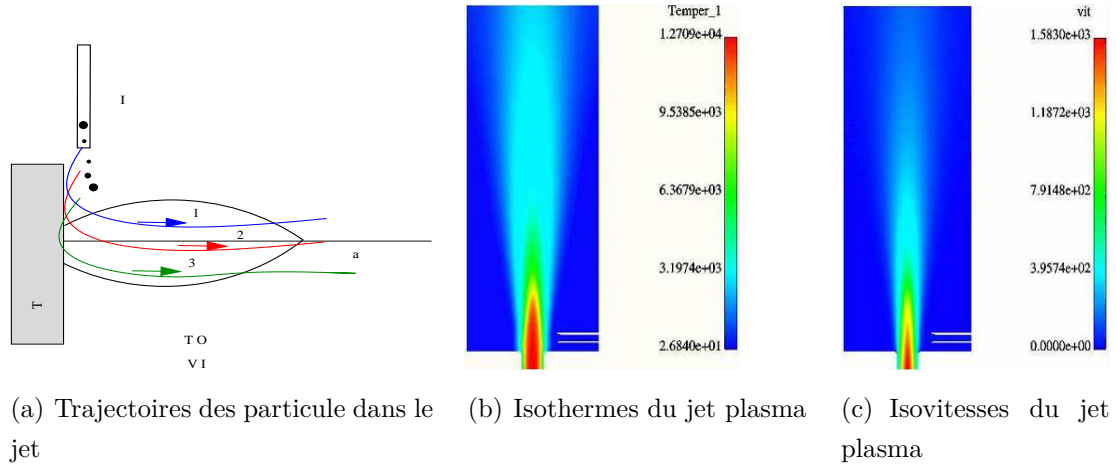 I
1
2
3
a
T
T O
V I
Temper_1
1.2709e+04
9.5385e+03
6.3679e+03
3.1974e+03
2.6840e+01
vit
1.5830e+03
1.1872e+03
7.9148e+02
3.9574e+02
0.0000e+00
(a) Trajectoires des particule dans le
jet
(b) Isothermes du jet plasma
(c) Isovitesses du jet
plasma